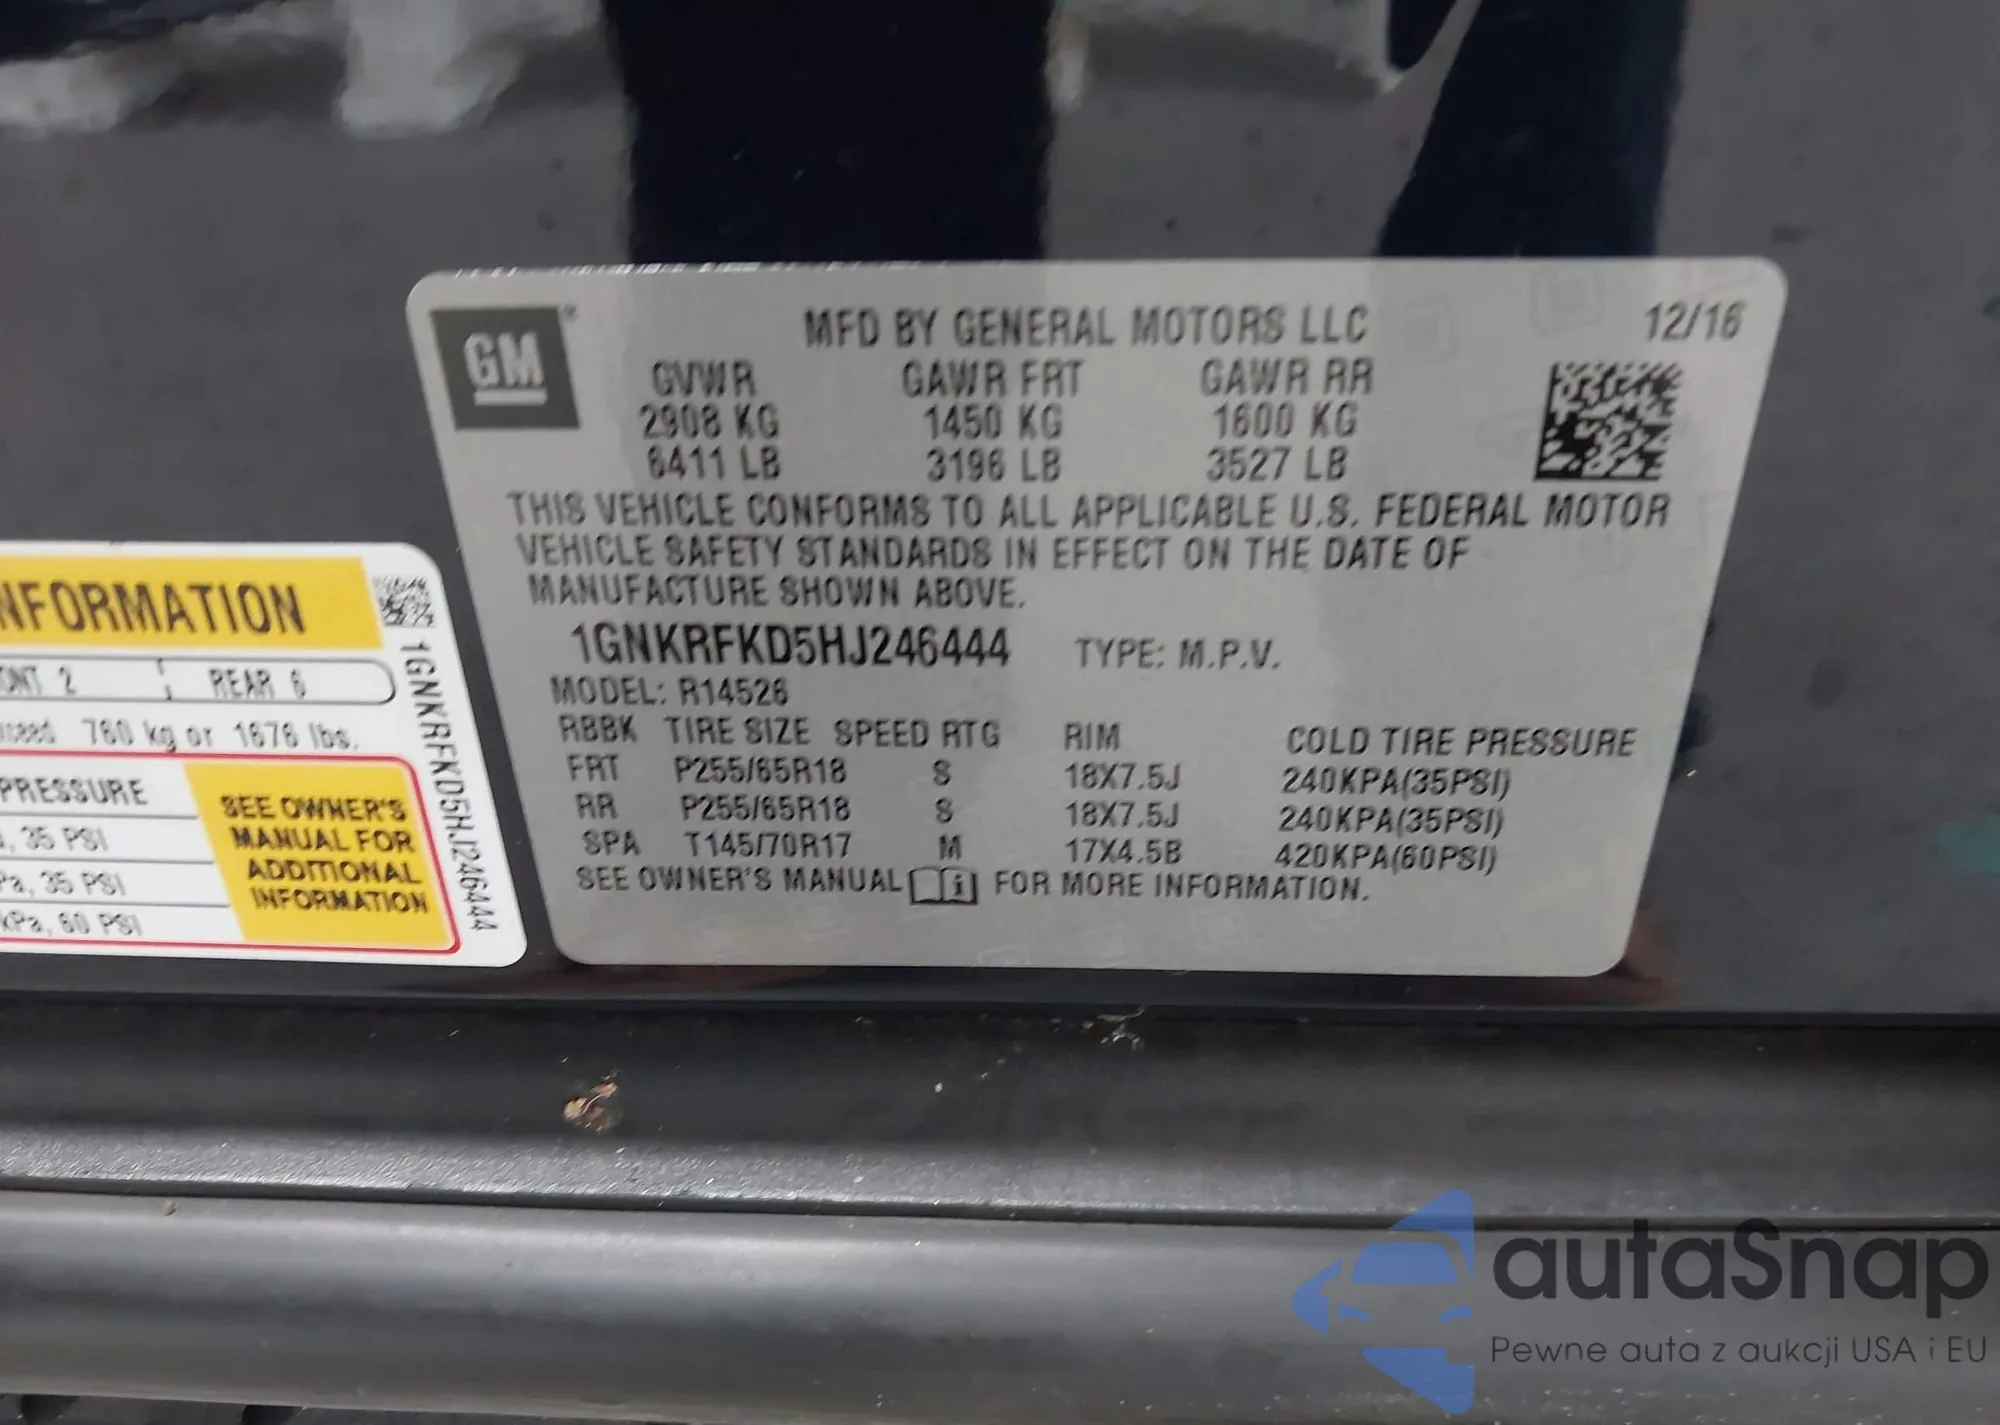 GM
MFD BY GENERAL MOTORS LLC 12/16
GVWR GAWR FRT GAWR RR
2908 KG 1450 KG 1600 KG
6411 LB 3196 LB 3527 LB
THIS VEHICLE CONFORMS TO ALL APPLICABLE U.S. FEDERAL MOTOR
VEHICLE SAFETY STANDARDS IN EFFECT ON THE DATE OF
MANUFACTURE SHOWN ABOVE.
1GNKRFKD5HJ246444 TYPE: M.P.V.
MODEL: R14526
RBBK TIRE SIZE SPEED RTG RIM COLD TIRE PRESSURE
FRT P255/65R18 S 18X7.5J 240KPA(35PSI)
RR P255/65R18 S 18X7.5J 240KPA(35PSI)
SPA T145/70R17 M 17X4.5B 420KPA(60PSI)
SEE OWNER'S MANUAL FOR MORE INFORMATION.
NFORMATION
ONT 2 REAR 6
760 kg or 1676 lbs.
PRESSURE
, 35 PSI
Pa, 35 PSI
kPa, 60 PSI
SEE OWNER'S
MANUAL FOR
ADDITIONAL
INFORMATION
1GNKRFKD5HJ246444
autaSnap
Pewne auta z aukcji USA i EU